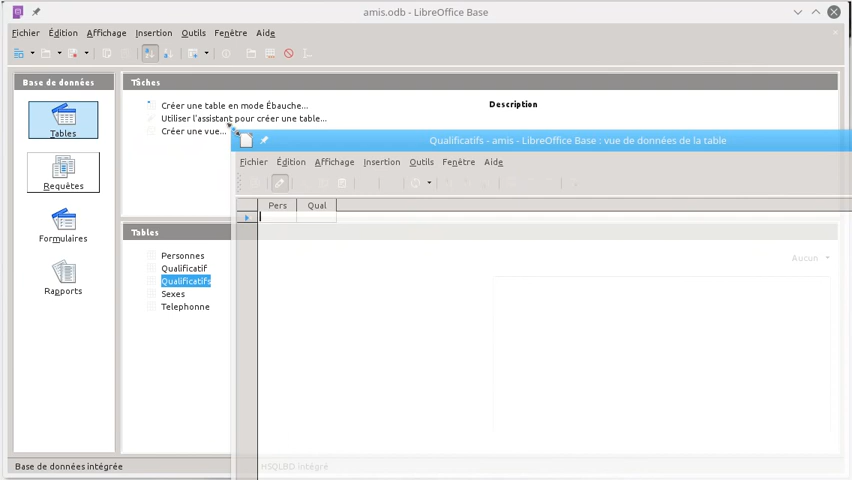 amis.odb - LibreOffice Base
Fichier Édition Affichage Insertion Outils Fenêtre Aide
Base de données
Tâches
Créer une table en mode Ébauche...
Utiliser l'assistant pour créer une table...
Créer une vue...
Description
Tables
Requêtes
Formulaires
Rapports
Tables
Personnes
Qualificatif
Qualificatifs
Sexes
Telephonne
Aucun
Qualificatifs - amis - LibreOffice Base : vue de données de la table
Fichier Édition Affichage Insertion Outils Fenêtre Aide
Pers Qual
Base de données intégrée
HSQLBD intégré